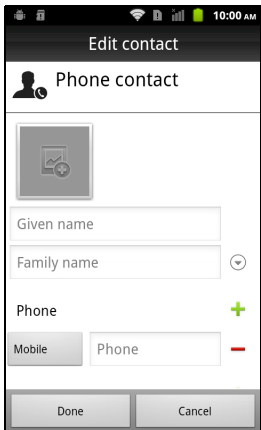 10:00 AM
Edit contact
Phone contact
Given name
Family name
Phone
Mobile Phone
Done Cancel